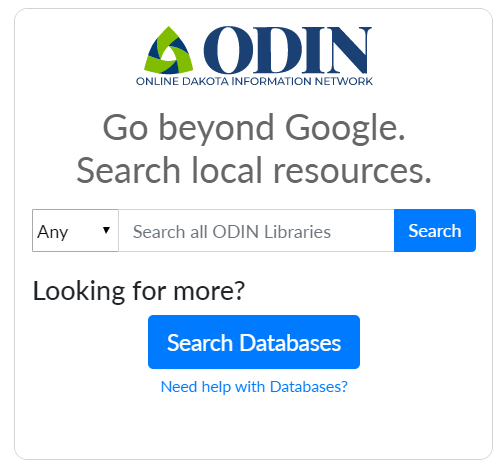 ODIN
ONLINE DAKOTA INFORMATION NETWORK
Go beyond Google.
Search local resources.
Any Search all ODIN Libraries Search
Looking for more?
Search Databases
Need help with Databases?